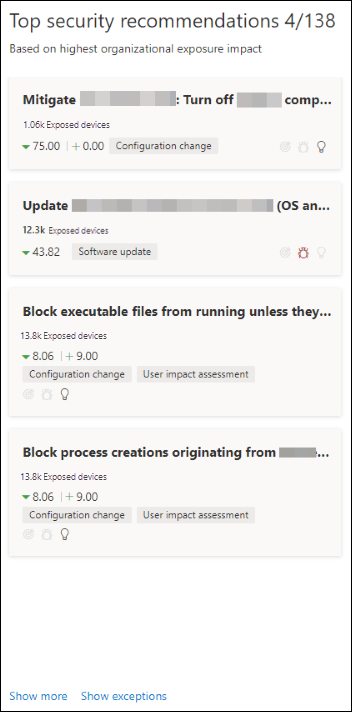 Top security recommendations 4/138
Based on highest organizational exposure impact
Mitigate : Turn off comp...
1.06k Exposed devices
75.00 + 0.00 Configuration change
Update (OS an...
12.3k Exposed devices
43.82 Software update
Block executable files from running unless they...
13.8k Exposed devices
8.06 + 9.00
Configuration change User impact assessment
Block process creations originating from ...
13.8k Exposed devices
8.06 + 9.00
Configuration change User impact assessment
Show more Show exceptions